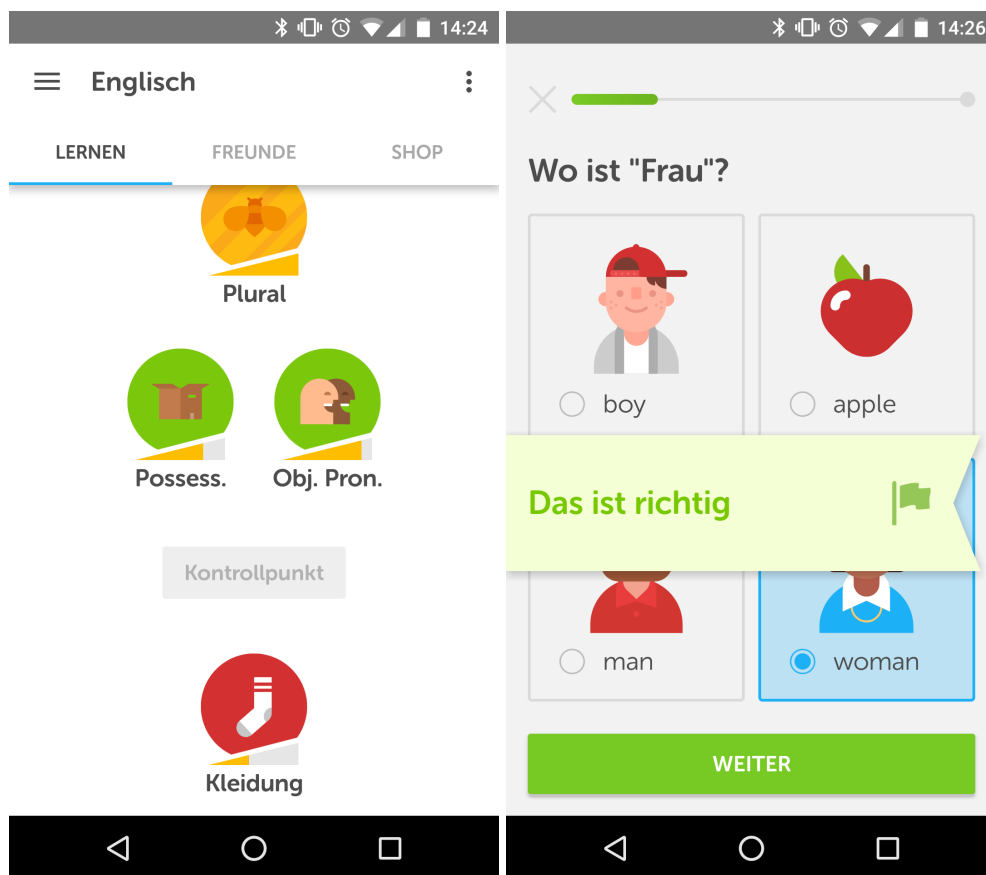 14:24
Englisch
LERNEN FREUNDE SHOP
Plural
Possess. Obj. Pron.
Kontrollpunkt
Kleidung
14:26
Wo ist "Frau"?
boy apple
Das ist richtig
man woman
WEITER